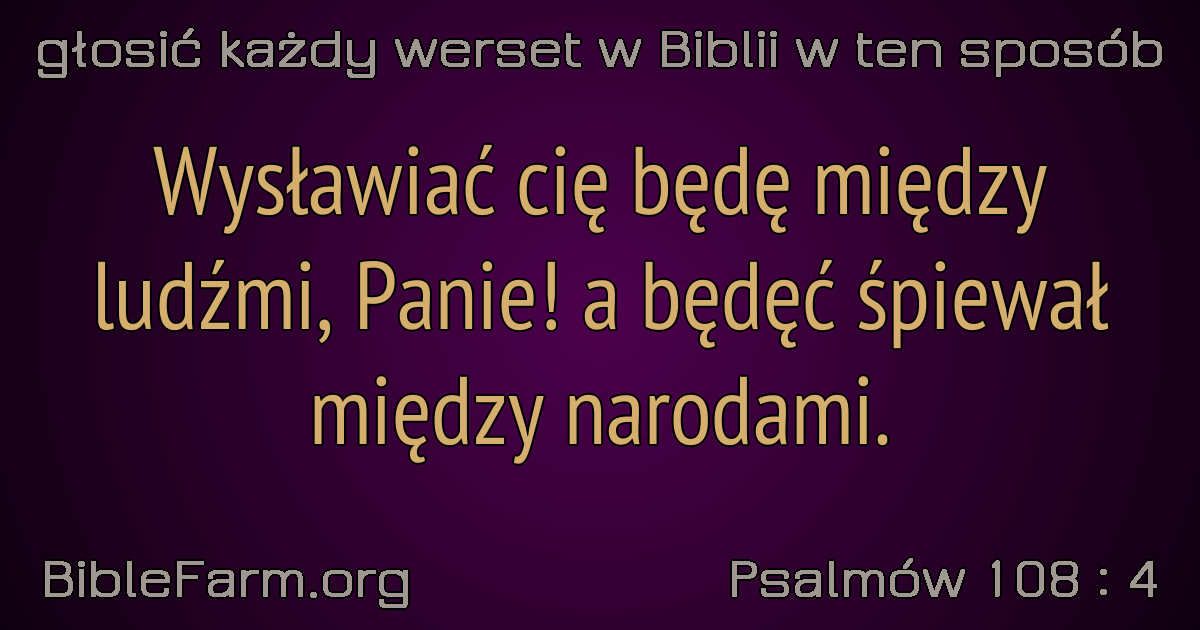 głosić każdy werset w Biblii w ten sposób
Wysławiać cię będę między
ludźmi, Panie! a będęć śpiewał
między narodami.
BibleFarm.org
Psalmów 108 : 4